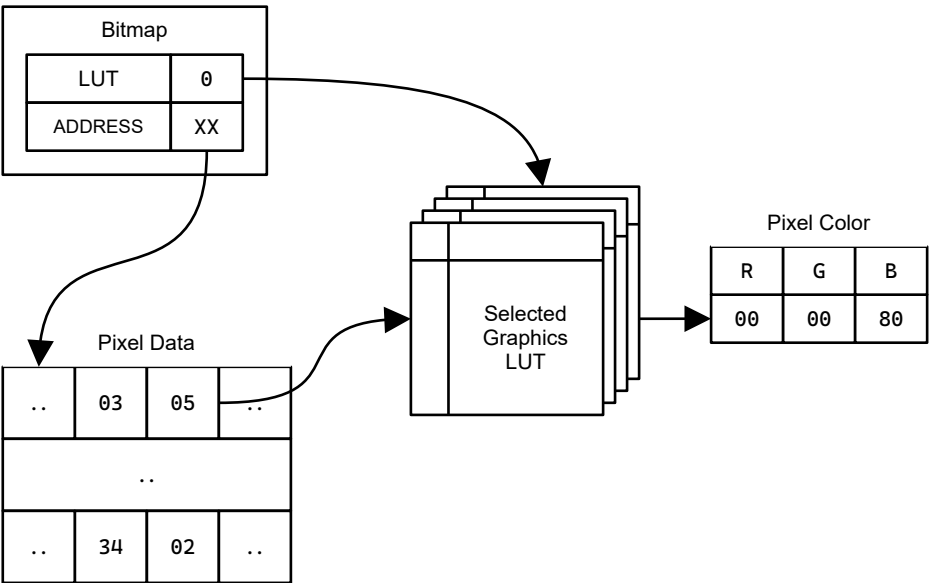 Bitmap
LUT 0
ADDRESS XX
Pixel Color
R G B
00 00 80
Selected
Graphics
LUT
Pixel Data
.. 03 05 ..
..
.. 34 02 ..